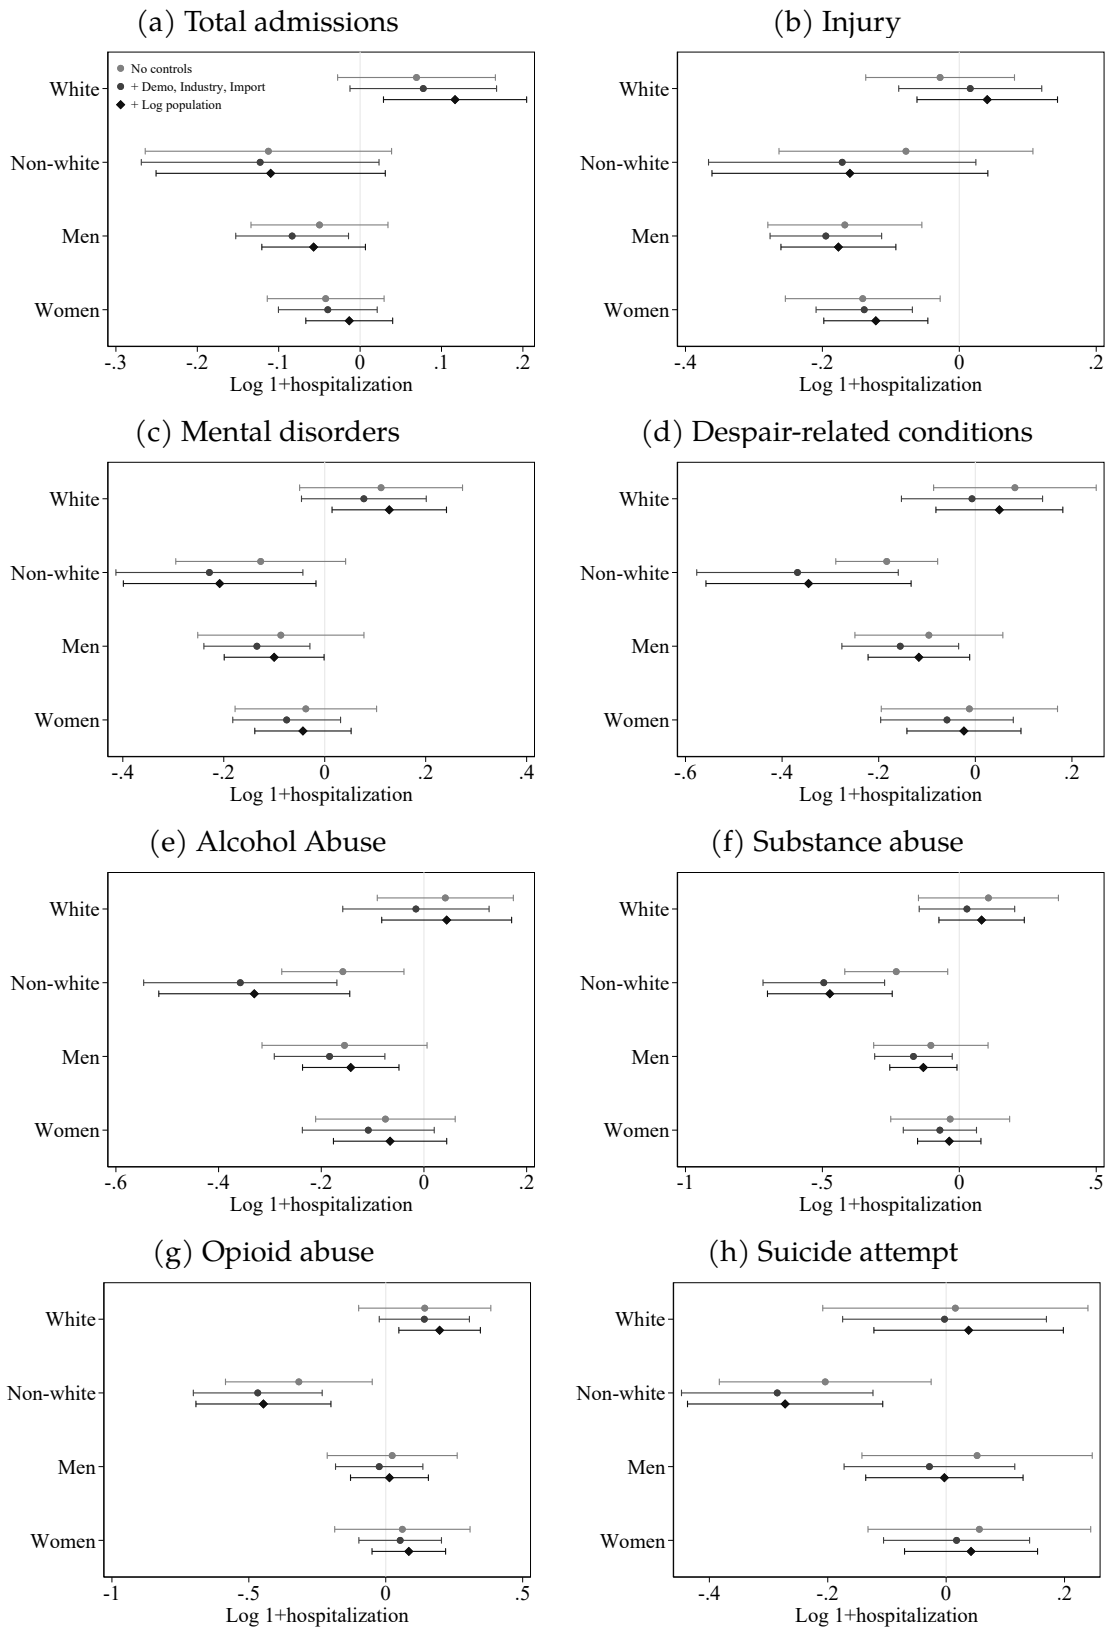 (a) Total admissions
No controls
+ Demo, Industry, Import
+ Log population
White
Non-white
Men
Women
-.3 -.2 -.1 0 .1 .2
Log 1+hospitalization
(b) Injury
White
Non-white
Men
Women
-.4 -.2 0 .2
Log 1+hospitalization
(c) Mental disorders
White
Non-white
Men
Women
-.4 -.2 0 .2 .4
Log 1+hospitalization
(d) Despair-related conditions
White
Non-white
Men
Women
-.6 -.4 -.2 0 .2
Log 1+hospitalization
(e) Alcohol Abuse
White
Non-white
Men
Women
-.6 -.4 -.2 0 .2
Log 1+hospitalization
(f) Substance abuse
White
Non-white
Men
Women
-1 -.5 0 .5
Log 1+hospitalization
(g) Opioid abuse
White
Non-white
Men
Women
-1 -.5 0 .5
Log 1+hospitalization
(h) Suicide attempt
White
Non-white
Men
Women
-.4 -.2 0 .2
Log 1+hospitalization